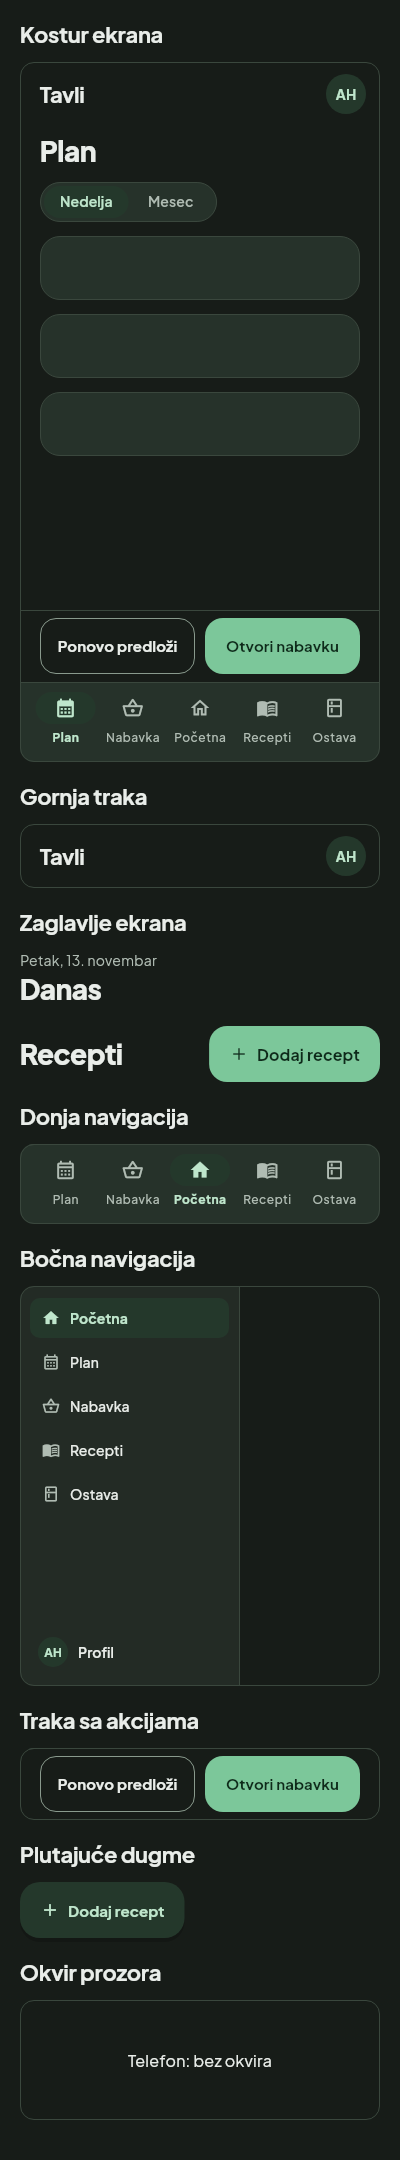 Kostur ekrana
Tavli AH
Plan
Nedelja Mesec
Ponovo predloži Otvori nabavku
Plan Nabavka Početna Recepti Ostava
Gornja traka
Tavli AH
Zaglavlje ekrana
Petak, 13. novembar
Danas
Recepti + Dodaj recept
Donja navigacija
Plan Nabavka Početna Recepti Ostava
Bočna navigacija
Početna
Plan
Nabavka
Recepti
Ostava
AH Profil
Traka sa akcijama
Ponovo predloži Otvori nabavku
Plutajuće dugme
+ Dodaj recept
Okvir prozora
Telefon: bez okvira